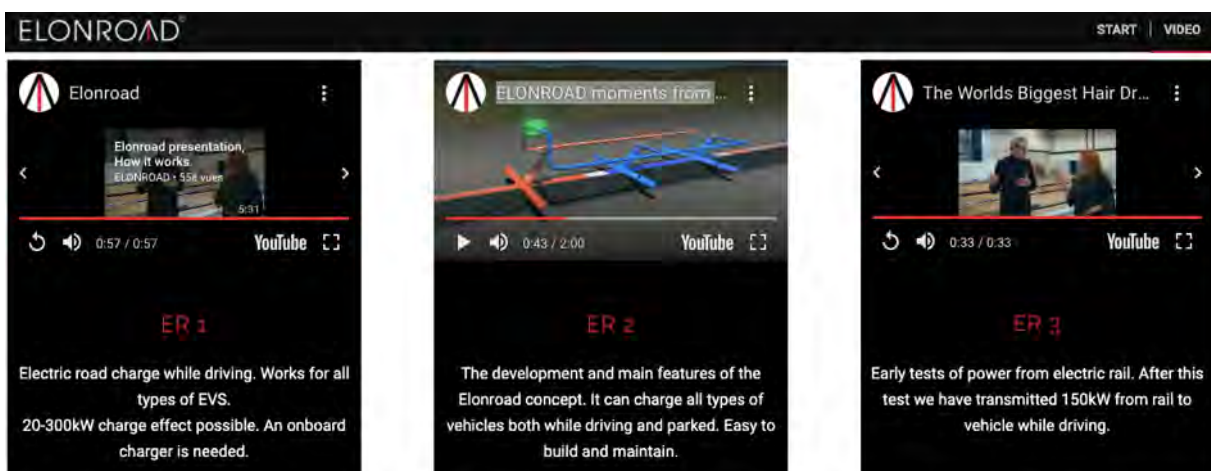 ELONROAD©
START | VIDEO
Elonroad
Elonroad presentation,
How it works.
ELONROAD • 558 vues
5:31
0:57 / 0:57
YouTube
ER 1
Electric road charge while driving. Works for all
types of EVS.
20-300kW charge effect possible. An onboard
charger is needed.
ELONROAD moments from ...
0:43 / 2:00
YouTube
ER 2
The development and main features of the
Elonroad concept. It can charge all types of
vehicles both while driving and parked. Easy to
build and maintain.
The Worlds Biggest Hair Dr...
0:33 / 0:33
YouTube
ER 3
Early tests of power from electric rail. After this
test we have transmitted 150kW from rail to
vehicle while driving.